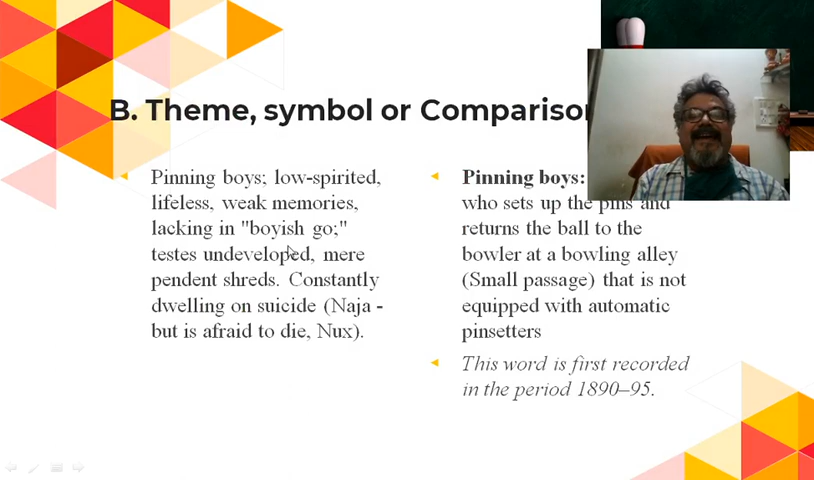 B. Theme, symbol or Comparison
Pinning boys; low-spirited,
lifeless, weak memories,
lacking in "boyish go;"
testes undeveloped, mere
pendent shreds. Constantly
dwelling on suicide (Naja -
but is afraid to die, Nux).
Pinning boys:
who sets up the pins and
returns the ball to the
bowler at a bowling alley
(Small passage) that is not
equipped with automatic
pinsetters
This word is first recorded
in the period 1890–95.